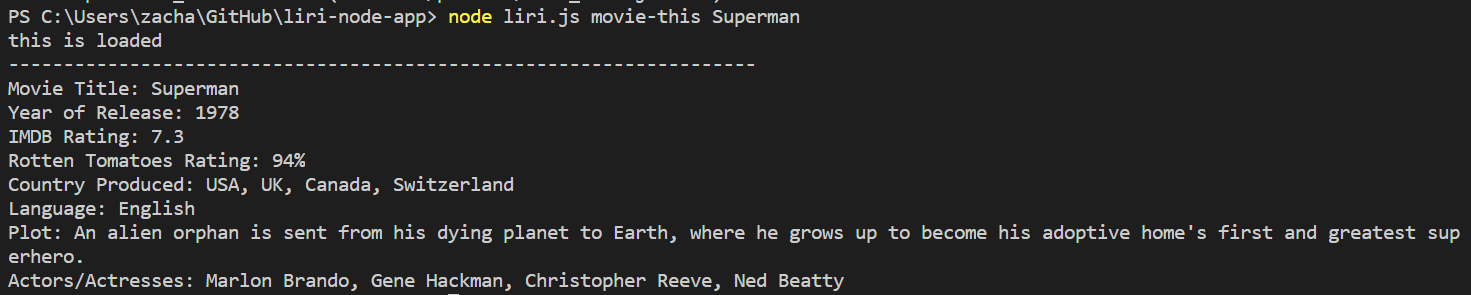 PS C:\Users\zacha\GitHub\liri-node-app> node liri.js movie-this Superman
this is loaded
--------------------------------------------------------------------
Movie Title: Superman
Year of Release: 1978
IMDB Rating: 7.3
Rotten Tomatoes Rating: 94%
Country Produced: USA, UK, Canada, Switzerland
Language: English
Plot: An alien orphan is sent from his dying planet to Earth, where he grows up to become his adoptive home's first and greatest sup
erhero.
Actors/Actresses: Marlon Brando, Gene Hackman, Christopher Reeve, Ned Beatty